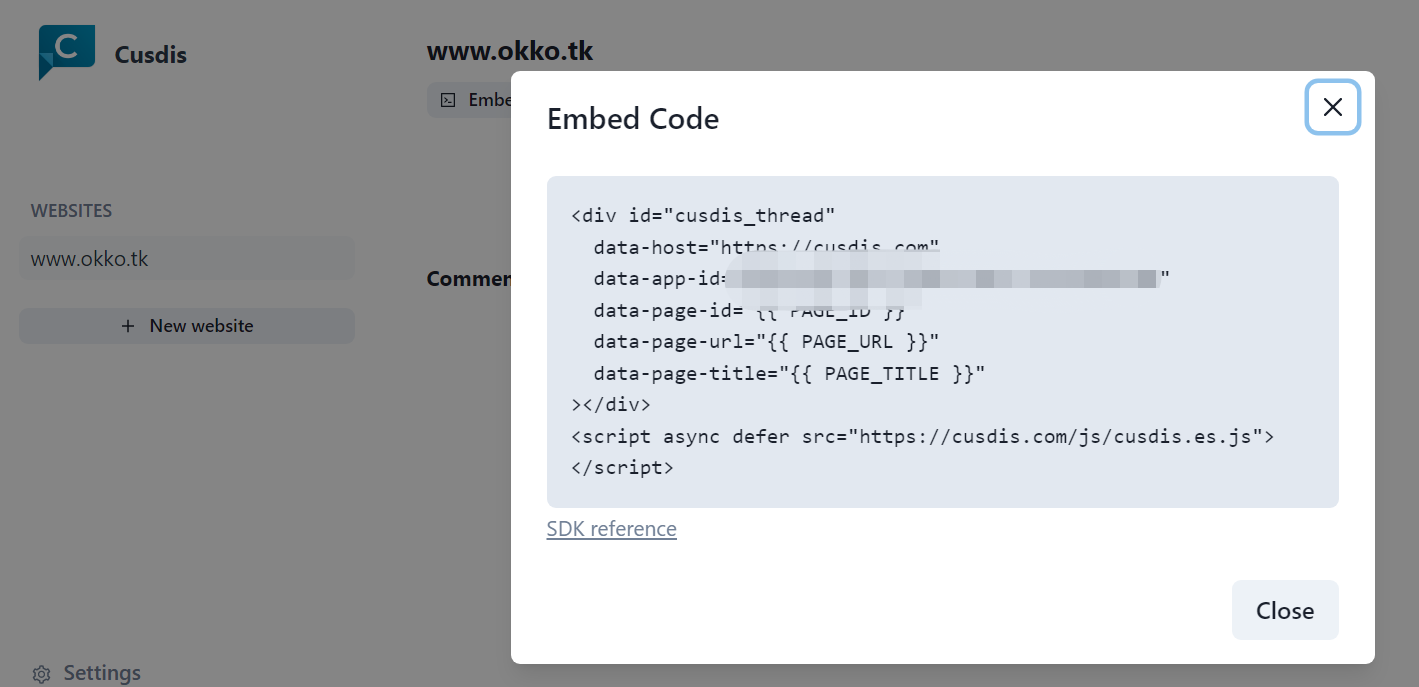 C
Cusdis
www.okko.tk
Embe
WEBSITES
www.okko.tk
+ New website
Commen
Settings
Embed Code
<div id="cusdis_thread"
data-host="https://cusdis.com"
data-app-id= "
data-page-id="{{ PAGE_ID }}
data-page-url="{{ PAGE_URL }}"
data-page-title="{{ PAGE_TITLE }}"
></div>
<script async defer src="https://cusdis.com/js/cusdis.es.js">
</script>
SDK reference
Close